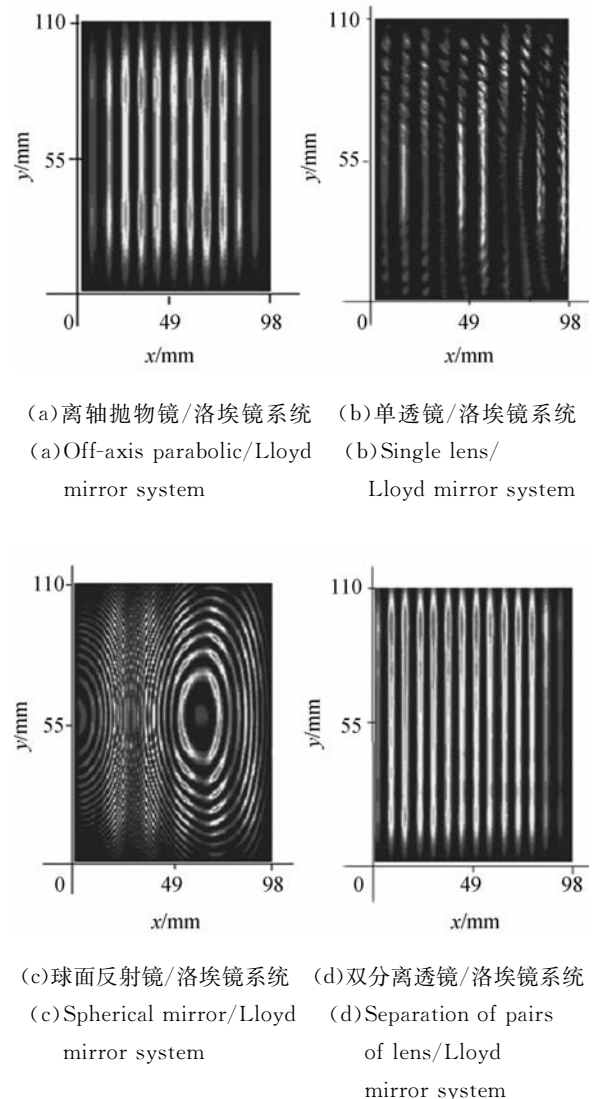 110
y/mm
55
0
49
98
x/mm
110
y/mm
55
0
49
98
x/mm
(a)离轴抛物镜/洛埃镜系统
(a)Off-axis parabolic/Lloyd
mirror system
(b)单透镜/洛埃镜系统
(b)Single lens/
Lloyd mirror system
110
y/mm
55
0
49
98
x/mm
110
y/mm
55
0
49
98
x/mm
(c)球面反射镜/洛埃镜系统
(c)Spherical mirror/Lloyd
mirror system
(d)双分离透镜/洛埃镜系统
(d)Separation of pairs
of lens/Lloyd
mirror system